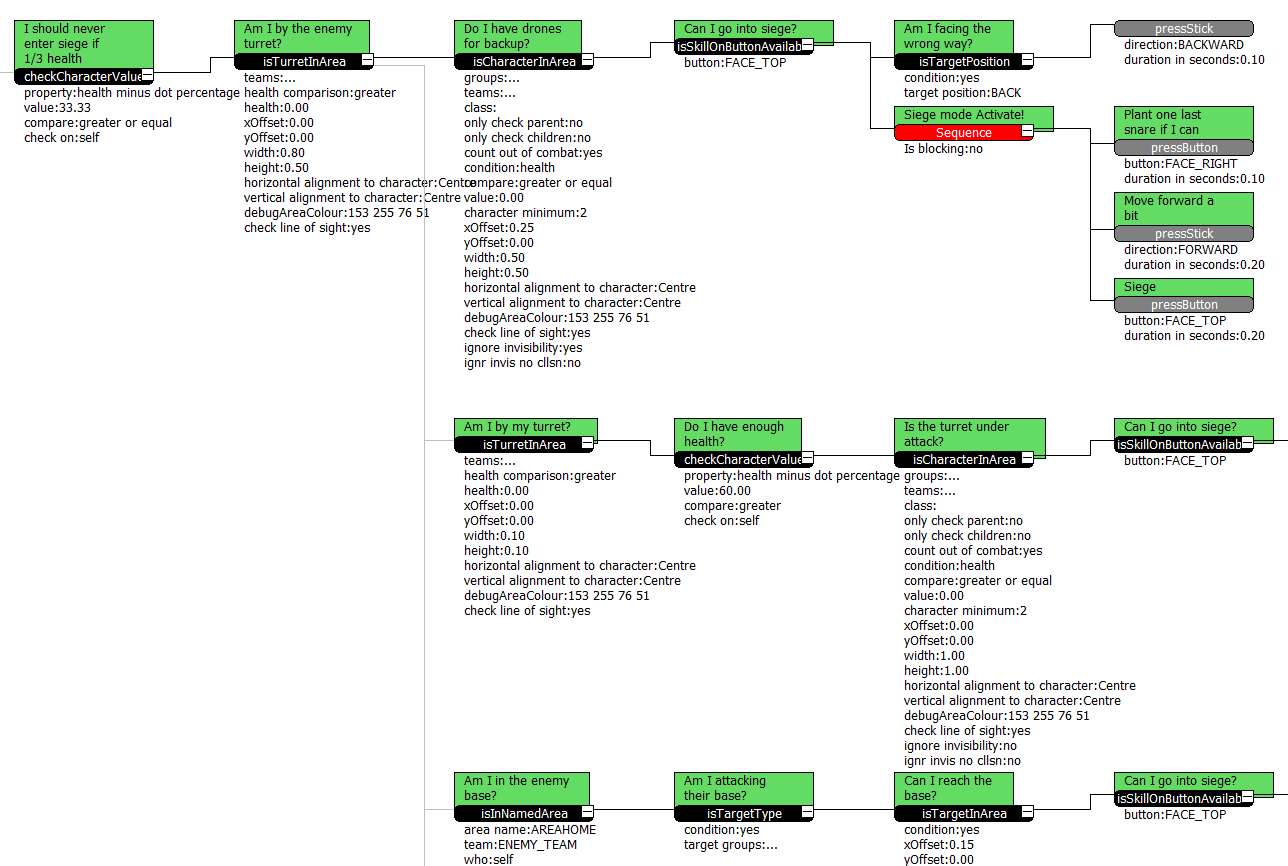 I should never
enter siege if
1/3 health
checkCharacterValue
property:health minus dot percentage
value:33.33
compare:greater or equal
check on:self
Am I by the enemy
turret?
isTurretInArea
teams:...
health comparison:greater
health:0.00
xOffset:0.00
yOffset:0.00
width:0.80
height:0.50
horizontal alignment to character:Centre
vertical alignment to character:Centre
debugAreaColour:153 255 76 51
check line of sight:yes
Do I have drones
for backup?
isCharacterInArea
groups:...
teams:...
class:
only check parent:no
only check children:no
count out of combat:yes
condition:health
compare:greater or equal
value:0.00
character minimum:2
xOffset:0.25
yOffset:0.00
width:0.50
height:0.50
horizontal alignment to character:Centre
vertical alignment to character:Centre
debugAreaColour:153 255 76 51
check line of sight:yes
ignore invisibility:yes
ignr invis no cllsn:no
Can I go into siege?
isSkillOnButtonAvailab
button:FACE_TOP
Am I facing the
wrong way?
isTargetPosition
condition:yes
target position:BACK
pressStick
direction:BACKWARD
duration in seconds:0.10
Siege mode Activate!
Sequence
Is blocking:no
Plant one last
snare if I can
pressButton
button:FACE_RIGHT
duration in seconds:0.10
Move forward a
bit
pressStick
direction:FORWARD
duration in seconds:0.20
Siege
pressButton
button:FACE_TOP
duration in seconds:0.20
Am I by my turret?
isTurretInArea
teams:...
health comparison:greater
health:0.00
xOffset:0.00
yOffset:0.00
width:0.10
height:0.10
horizontal alignment to character:Centre
vertical alignment to character:Centre
debugAreaColour:153 255 76 51
check line of sight:yes
Do I have enough
health?
checkCharacterValue
property:health minus dot percentage
value:60.00
compare:greater
check on:self
Is the turret under
attack?
isCharacterInArea
groups:...
teams:...
class:
only check parent:no
only check children:no
count out of combat:yes
condition:health
compare:greater or equal
value:0.00
character minimum:2
xOffset:0.00
yOffset:0.00
width:1.00
height:1.00
horizontal alignment to character:Centre
vertical alignment to character:Centre
debugAreaColour:153 255 76 51
check line of sight:yes
ignore invisibility:no
ignr invis no cllsn:no
Can I go into siege?
isSkillOnButtonAvailab
button:FACE_TOP
Am I in the enemy
base?
isInNamedArea
area name:AREAHOME
team:ENEMY_TEAM
who:self
Am I attacking
their base?
isTargetType
condition:yes
target groups:...
Can I reach the
base?
isTargetInArea
condition:yes
xOffset:0.15
yOffset:0.00
Can I go into siege?
isSkillOnButtonAvailab
button:FACE_TOP